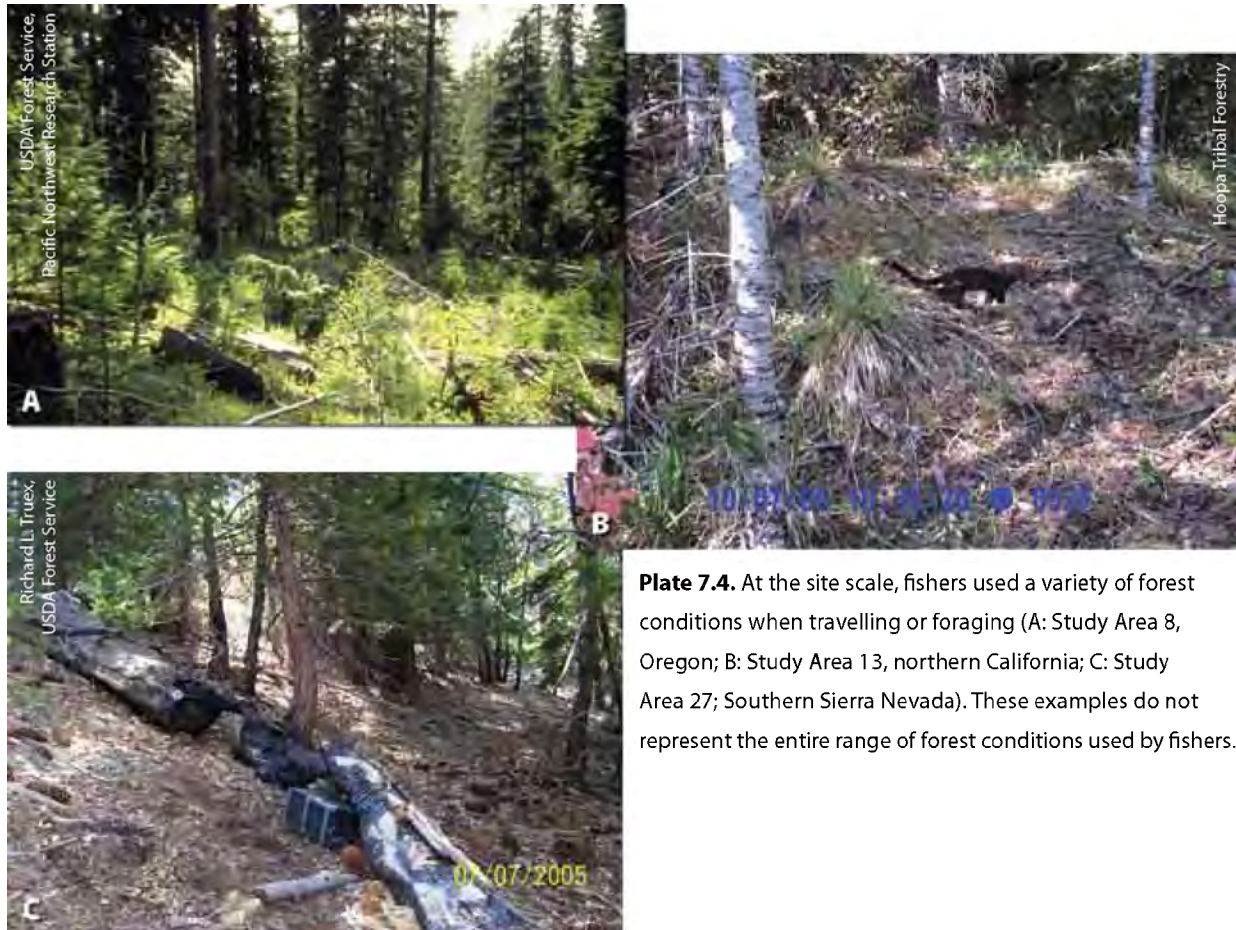 USDA Forest Service,
Pacific Northwest Research Station
A
Hoopa Tribal Forestry
B
Richard L. Truex,
USDA Forest Service
07/07/2005
C
Plate 7.4. At the site scale, fishers used a variety of forest
conditions when travelling or foraging (A: Study Area 8,
Oregon; B: Study Area 13, northern California; C: Study
Area 27; Southern Sierra Nevada). These examples do not
represent the entire range of forest conditions used by fishers.